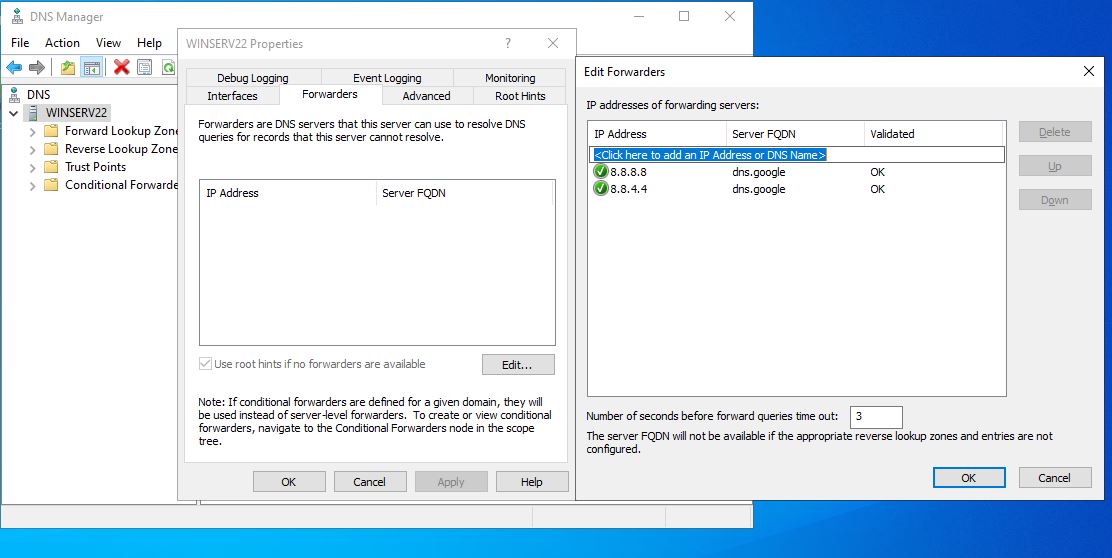 DNS Manager
File Action View Help
DNS
WINSERV22
Forward Lookup Zone
Reverse Lookup Zone
Trust Points
Conditional Forwarde
WINSERV22 Properties
?
Debug Logging Event Logging Monitoring
Interfaces Forwarders Advanced Root Hints
Forwarders are DNS servers that this server can use to resolve DNS
queries for records that this server cannot resolve.
IP Address Server FQDN
Use root hints if no forwarders are available
Edit...
Note: If conditional forwarders are defined for a given domain, they will
be used instead of server-level forwarders. To create or view conditional
forwarders, navigate to the Conditional Forwarders node in the scope
tree.
OK Cancel Apply Help
Edit Forwarders
IP addresses of forwarding servers:
IP Address Server FQDN Validated
<Click here to add an IP Address or DNS Name>
8.8.8.8 dns.google OK
8.8.4.4 dns.google OK
Delete
Up
Down
Number of seconds before forward queries time out: 3
The server FQDN will not be available if the appropriate reverse lookup zones and entries are not
configured.
OK Cancel